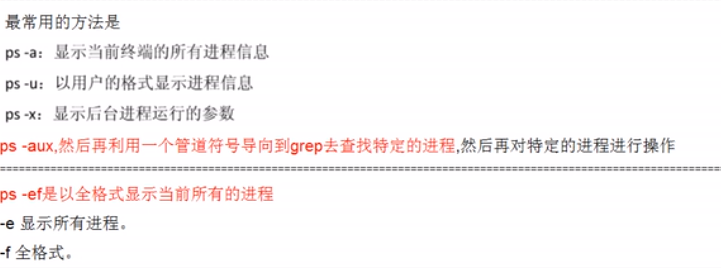 最常用的方法是
ps -a：显示当前终端的所有进程信息
ps -u：以用户的格式显示进程信息
ps -x：显示后台进程运行的参数
ps -aux,然后再利用一个管道符号导向到grep去查找特定的进程,然后再对特定的进程进行操作
================================================================================
ps -ef是以全格式显示当前所有的进程
-e 显示所有进程。
-f 全格式。